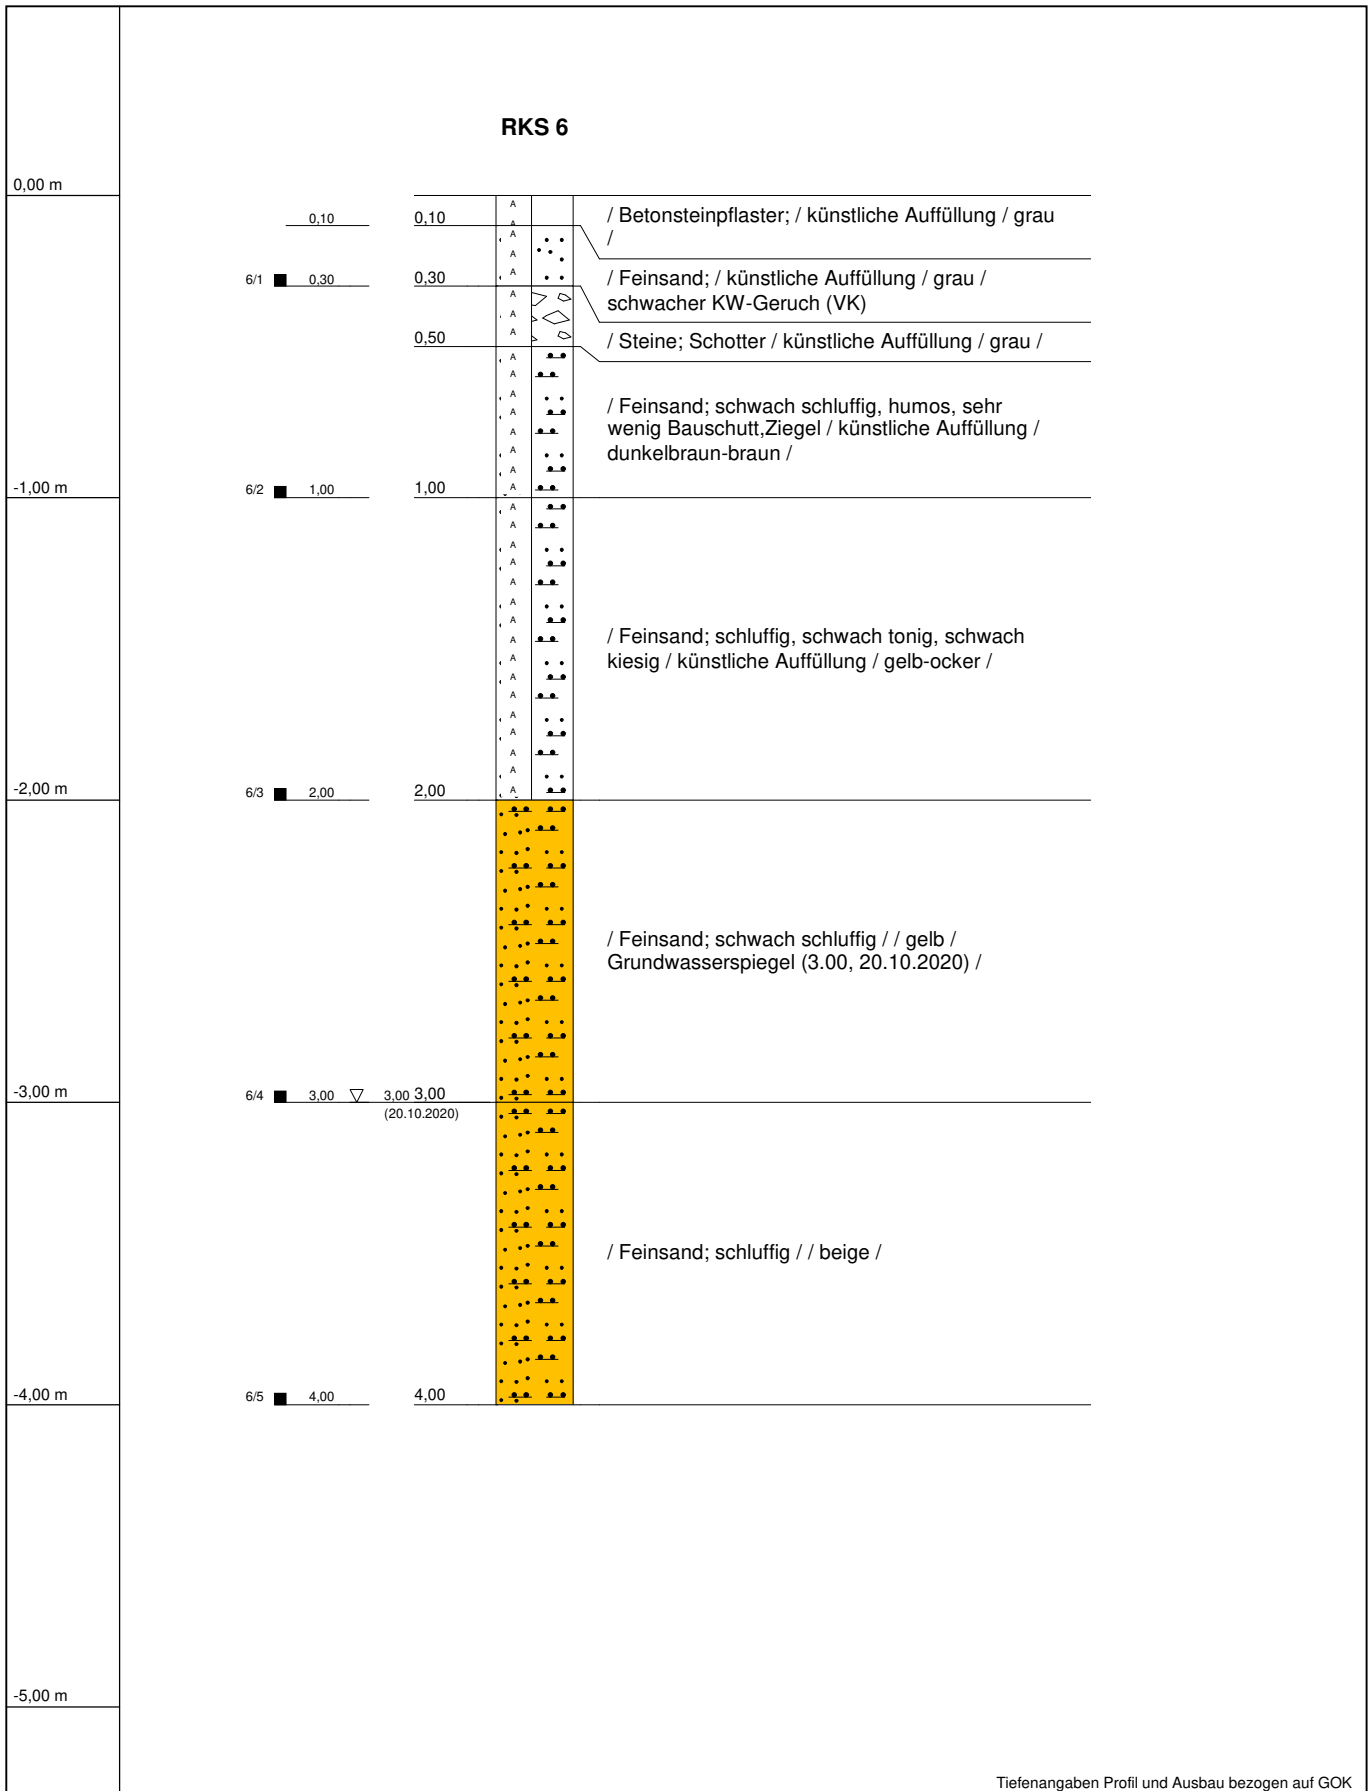 RKS 6
0,00 m
0,10
0,10
/ Betonsteinpflaster; / künstliche Auffüllung / grau
/
6/1
0,30
0,30
/ Feinsand; / künstliche Auffüllung / grau /
schwacher KW-Geruch (VK)
0,50
/ Steine; Schotter / künstliche Auffüllung / grau /
/ Feinsand; schwach schluffig, humos, sehr
wenig Bauschutt,Ziegel / künstliche Auffüllung /
dunkelbraun-braun /
-1,00 m
6/2
1,00
1,00
/ Feinsand; schluffig, schwach tonig, schwach
kiesig / künstliche Auffüllung / gelb-ocker /
-2,00 m
6/3
2,00
2,00
/ Feinsand; schwach schluffig / / gelb /
Grundwasserspiegel (3.00, 20.10.2020) /
-3,00 m
6/4
3,00
3,00
3,00
(20.10.2020)
/ Feinsand; schluffig / / beige /
-4,00 m
6/5
4,00
4,00
-5,00 m
Tiefenangaben Profil und Ausbau bezogen auf GOK